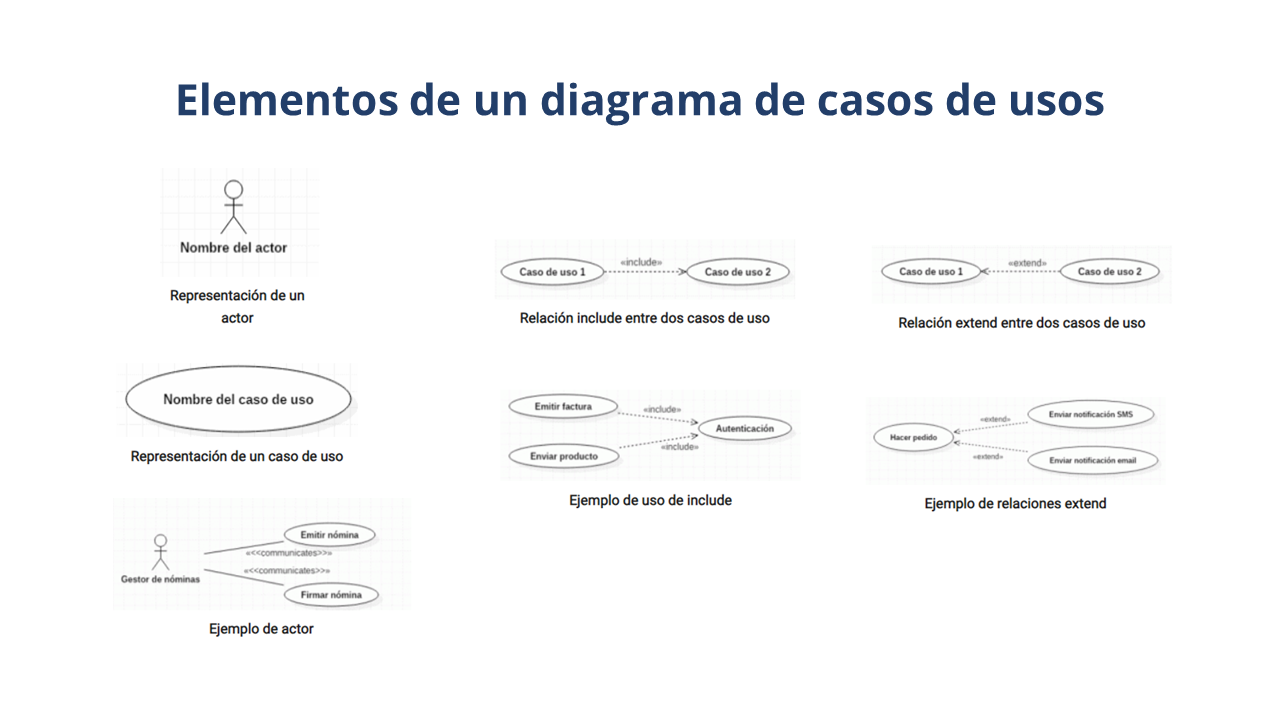 Elementos de un diagrama de casos de usos
Nombre del actor
Representación de un
actor
Nombre del caso de uso
Representación de un caso de uso
Emitir nómina
«<<communicates>>»
Gestor de nóminas
«<<communicates>>»
Firmar nómina
Ejemplo de actor
Caso de uso 1
«include»
Caso de uso 2
Relación include entre dos casos de uso
Emitir factura
«include»
Autenticación
Enviar producto
«include»
Ejemplo de uso de include
Caso de uso 1
«extend»
Caso de uso 2
Relación extend entre dos casos de uso
Enviar notificación SMS
«extend»
Hacer pedido
«extend»
Enviar notificación email
Ejemplo de relaciones extend